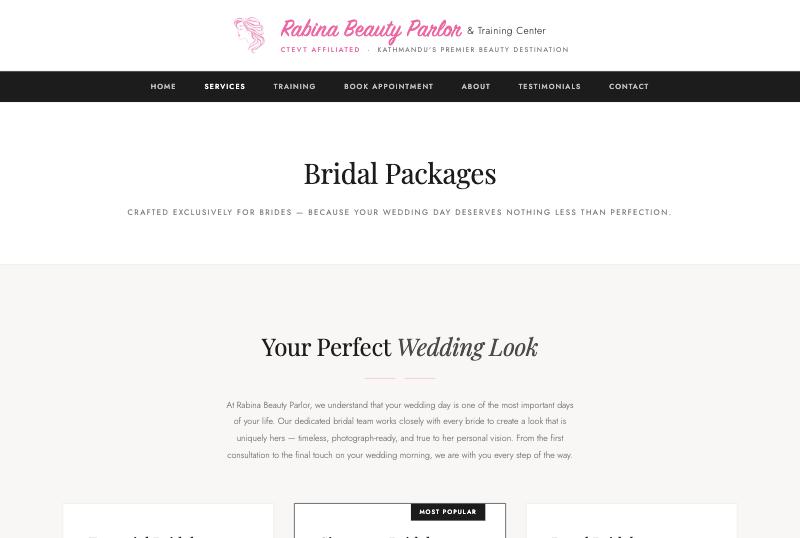 Rabina Beauty Parlor & Training Center
CTEVT AFFILIATED · KATHMANDU'S PREMIER BEAUTY DESTINATION
HOME SERVICES TRAINING BOOK APPOINTMENT ABOUT TESTIMONIALS CONTACT
Bridal Packages
CRAFTED EXCLUSIVELY FOR BRIDES — BECAUSE YOUR WEDDING DAY DESERVES NOTHING LESS THAN PERFECTION.
Your Perfect Wedding Look
At Rabina Beauty Parlor, we understand that your wedding day is one of the most important days
of your life. Our dedicated bridal team works closely with every bride to create a look that is
uniquely hers — timeless, photograph-ready, and true to her personal vision. From the first
consultation to the final touch on your wedding morning, we are with you every step of the way.
MOST POPULAR